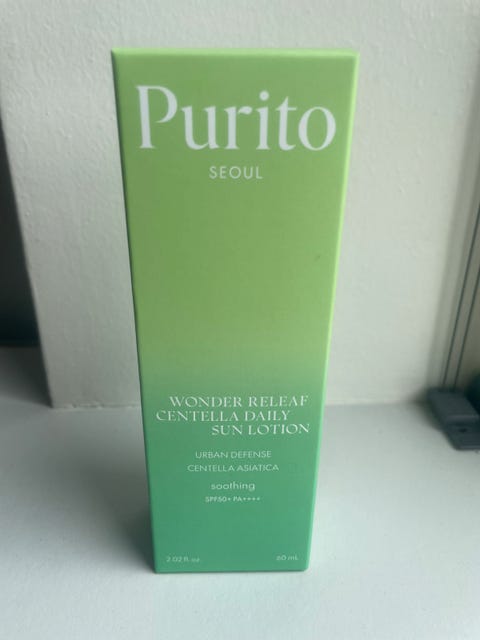 Purito
SEOUL
WONDER RELEAF
CENTELLA DAILY
SUN LOTION
URBAN DEFENSE
CENTELLA ASIATICA
soothing
SPF50+ PA++++
2.02 fl. oz. 60 mL